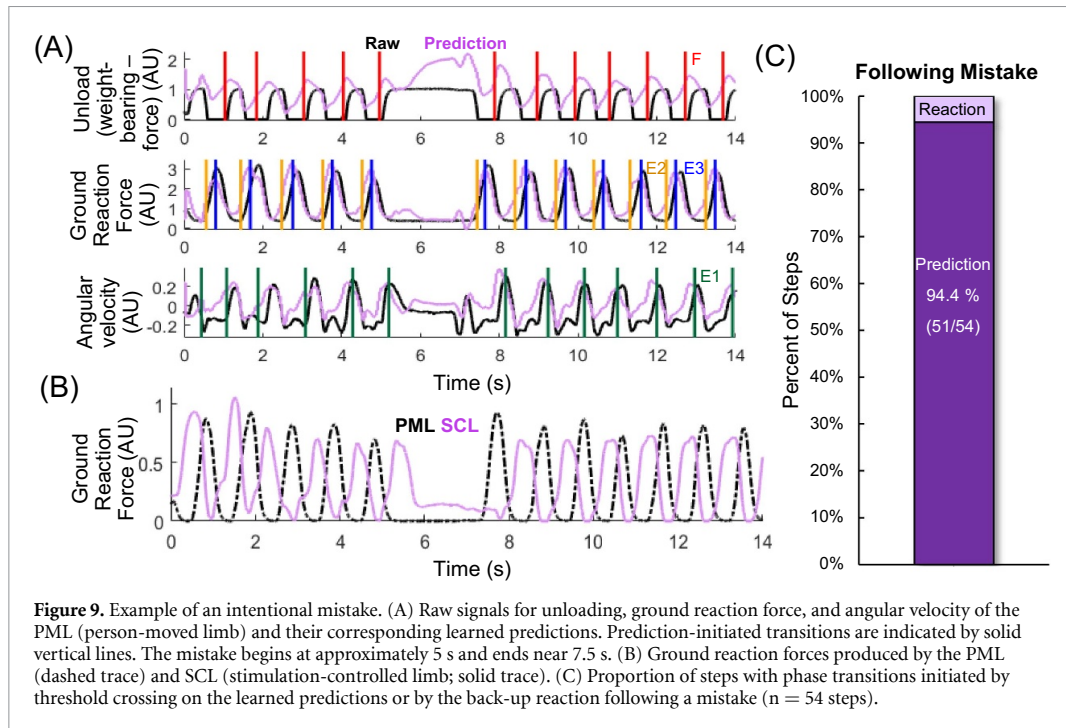 (A)
Raw Prediction
Unload
(weight-
bearing –
force) (AU)
2
1
0
F
0 2 4 6 8 10 12 14
Ground
Reaction
Force
(AU)
3
2
1
0
E2 E3
0 2 4 6 8 10 12 14
Angular
velocity
(AU)
0.2
-0.2
E1
0 2 4 6 8 10 12 14
Time (s)
(B)
Ground
Reaction
Force (AU)
1
0.5
0
PML SCL
0 2 4 6 8 10 12 14
Time (s)
(C)
Following Mistake
Percent of Steps
100%
90%
80%
70%
60%
50%
40%
30%
20%
10%
0%
Reaction
Prediction
94.4 %
(51/54)
Figure 9. Example of an intentional mistake. (A) Raw signals for unloading, ground reaction force, and angular velocity of the
PML (person-moved limb) and their corresponding learned predictions. Prediction-initiated transitions are indicated by solid
vertical lines. The mistake begins at approximately 5 s and ends near 7.5 s. (B) Ground reaction forces produced by the PML
(dashed trace) and SCL (stimulation-controlled limb; solid trace). (C) Proportion of steps with phase transitions initiated by
threshold crossing on the learned predictions or by the back-up reaction following a mistake (n = 54 steps).